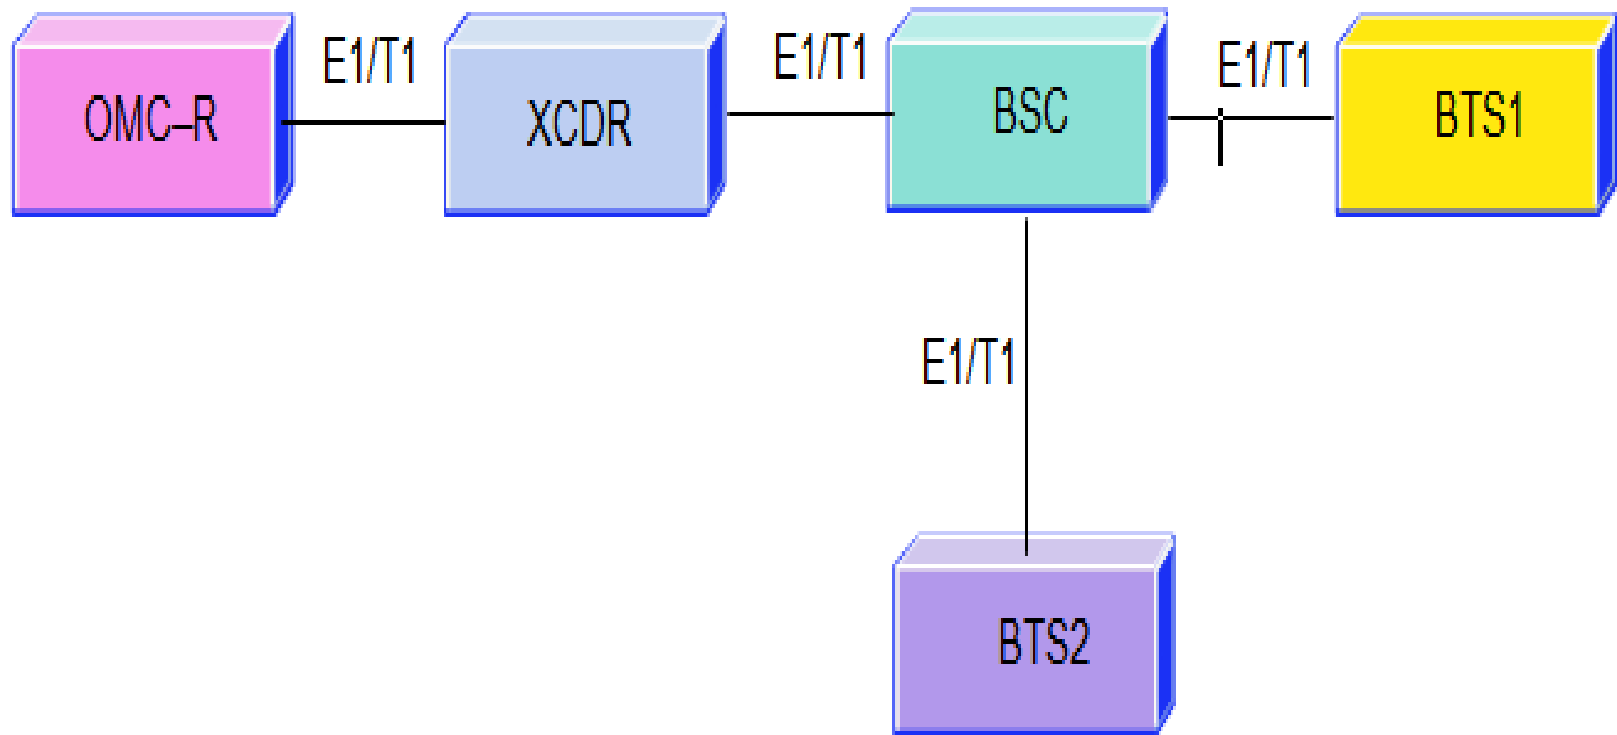 E1/T1
E1/T1
E1/T1
OMC–R
XCDR
BSC
BTS1
E1/T1
BTS2